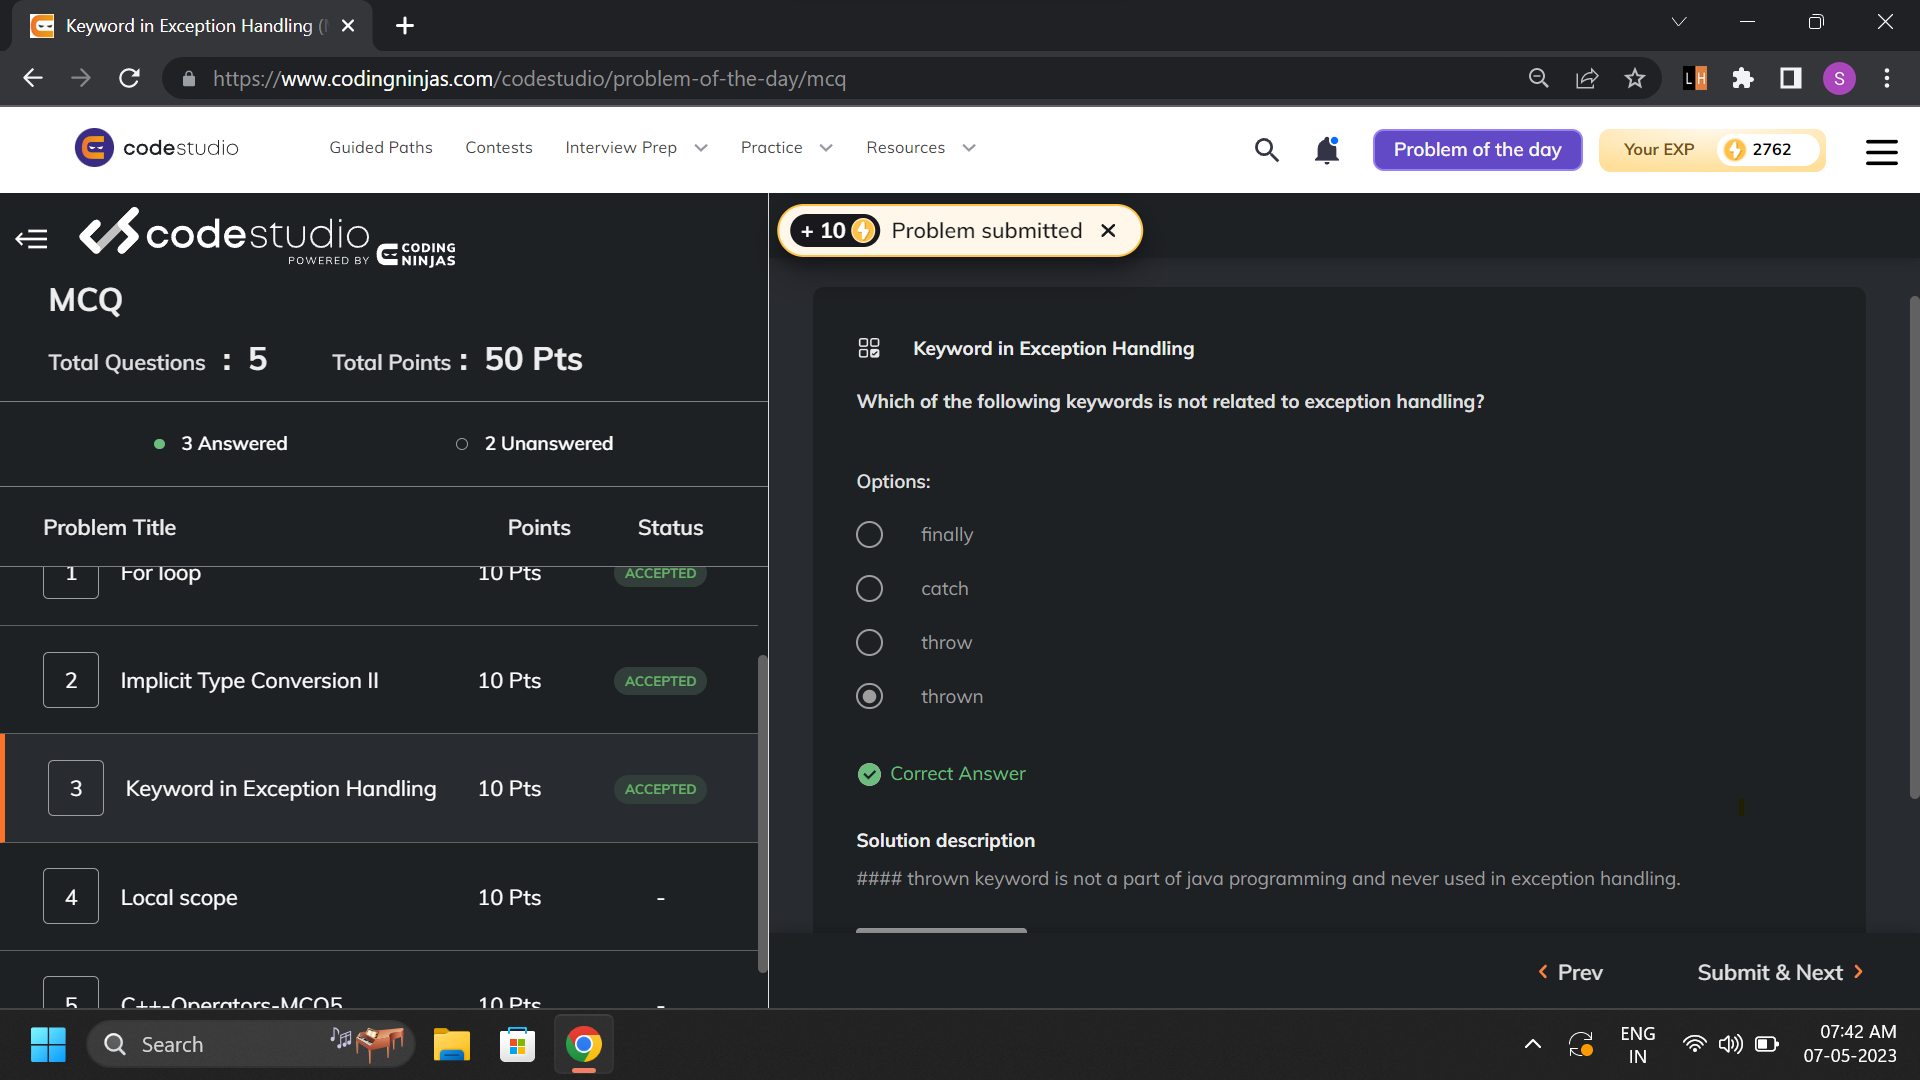 Keyword in Exception Handling (
https://www.codingninjas.com/codestudio/problem-of-the-day/mcq
L H
S
codestudio
Guided Paths
Contests
Interview Prep
Practice
Resources
Problem of the day
Your EXP
2762
codestudio
POWERED BY
CODING NINJAS
+ 10
Problem submitted
MCQ
Total Questions : 5
Total Points : 50 Pts
3 Answered
2 Unanswered
Problem Title
Points
Status
1
For loop
10 Pts
ACCEPTED
2
Implicit Type Conversion II
10 Pts
ACCEPTED
3
Keyword in Exception Handling
10 Pts
ACCEPTED
4
Local scope
10 Pts
-
5
C++-Operators-MCQ5
10 Pts
-
Keyword in Exception Handling
Which of the following keywords is not related to exception handling?
Options:
finally
catch
throw
thrown
Correct Answer
Solution description
#### thrown keyword is not a part of java programming and never used in exception handling.
Prev
Submit & Next
Search
ENG
IN
07:42 AM
07-05-2023